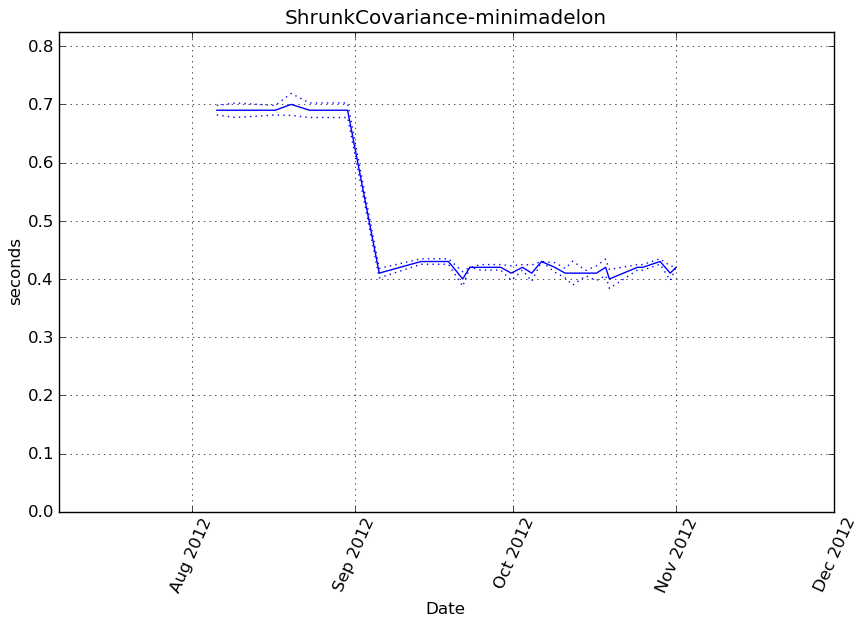 ShrunkCovariance-minimadelon
0.8
0.7
0.6
0.5
0.4
0.3
0.2
0.1
0.0
seconds
Aug 2012
Sep 2012
Oct 2012
Nov 2012
Dec 2012
Date